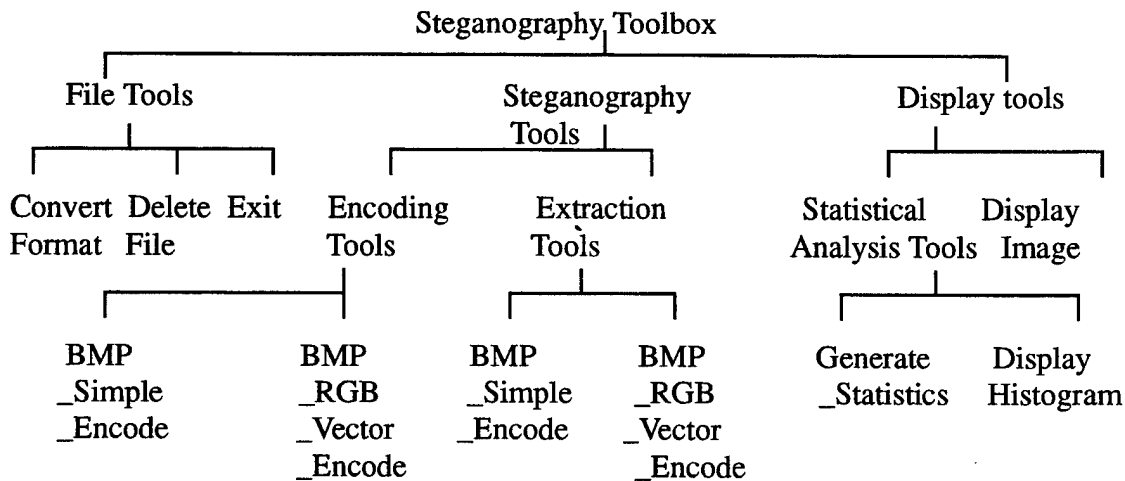 Steganography Toolbox
File Tools
Steganography
Tools
Display tools
Convert
Format
Delete
File
Exit
Encoding
Tools
Extraction
Tools
Statistical
Analysis Tools
Display
Image
BMP
_Simple
_Encode
BMP
_RGB
_Vector
_Encode
BMP
_Simple
_Encode
BMP
_RGB
_Vector
_Encode
Generate
_Statistics
Display
Histogram